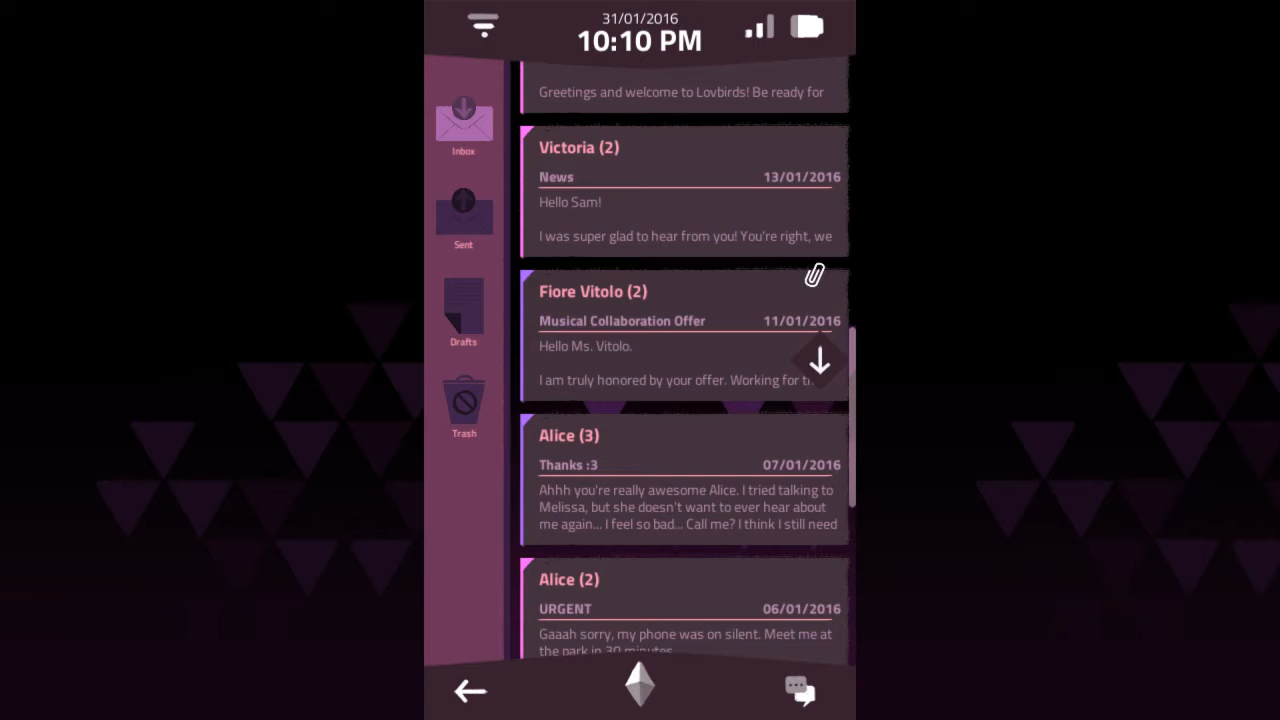 31/01/2016
10:10 PM
Greetings and welcome to Lovbirds! Be ready for
Inbox
Victoria (2)
News 13/01/2016
Hello Sam!
I was super glad to hear from you! You're right, we
Sent
Fiore Vitolo (2)
Musical Collaboration Offer 11/01/2016
Hello Ms. Vitolo.
I am truly honored by your offer. Working for
Drafts
Alice (3)
Thanks :3 07/01/2016
Ahhh you're really awesome Alice. I tried talking to
Melissa, but she doesn't want to ever hear about
me again... I feel so bad... Call me? I think I still need
Trash
Alice (2)
URGENT 06/01/2016
Gaaah sorry, my phone was on silent. Meet me at
the park in 30 minutes